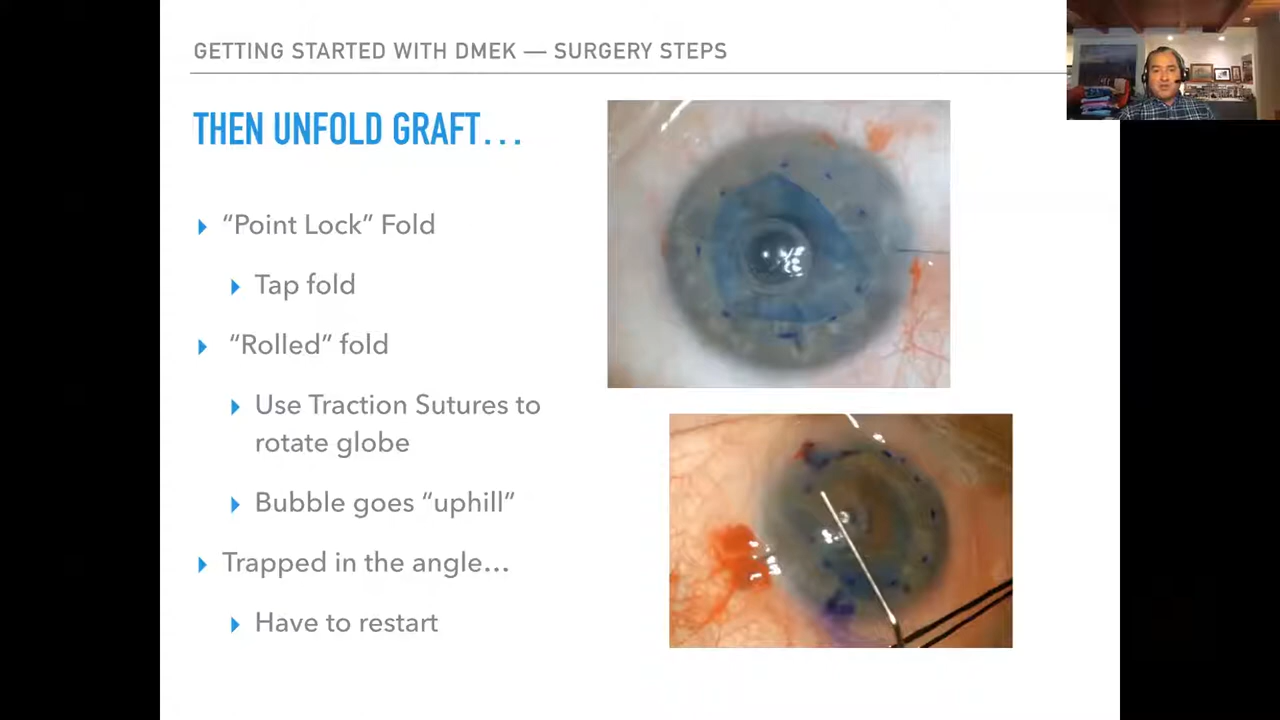 GETTING STARTED WITH DMEK — SURGERY STEPS
THEN UNFOLD GRAFT...
“Point Lock” Fold
Tap fold
“Rolled” fold
Use Traction Sutures to
rotate globe
Bubble goes “uphill”
Trapped in the angle...
Have to restart